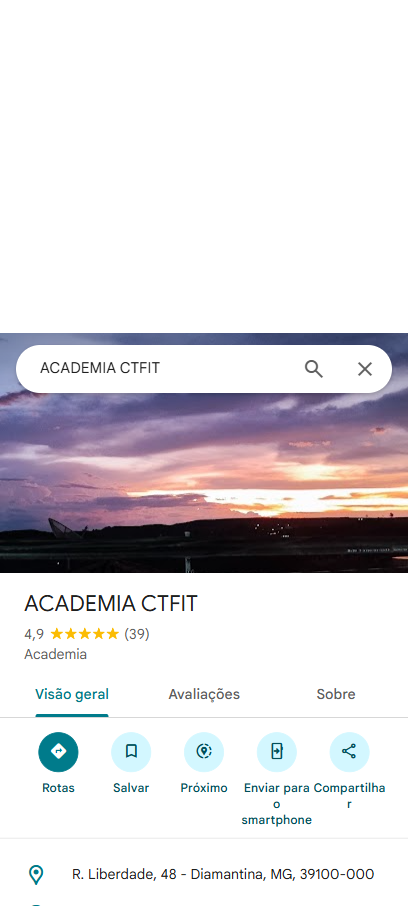 ACADEMIA CTFIT
ACADEMIA CTFIT
4,9 ★★★★★ (39)
Academia
Visão geral Avaliações Sobre
Rotas Salvar Próximo Enviar para o smartphone Compartilhar
R. Liberdade, 48 - Diamantina, MG, 39100-000